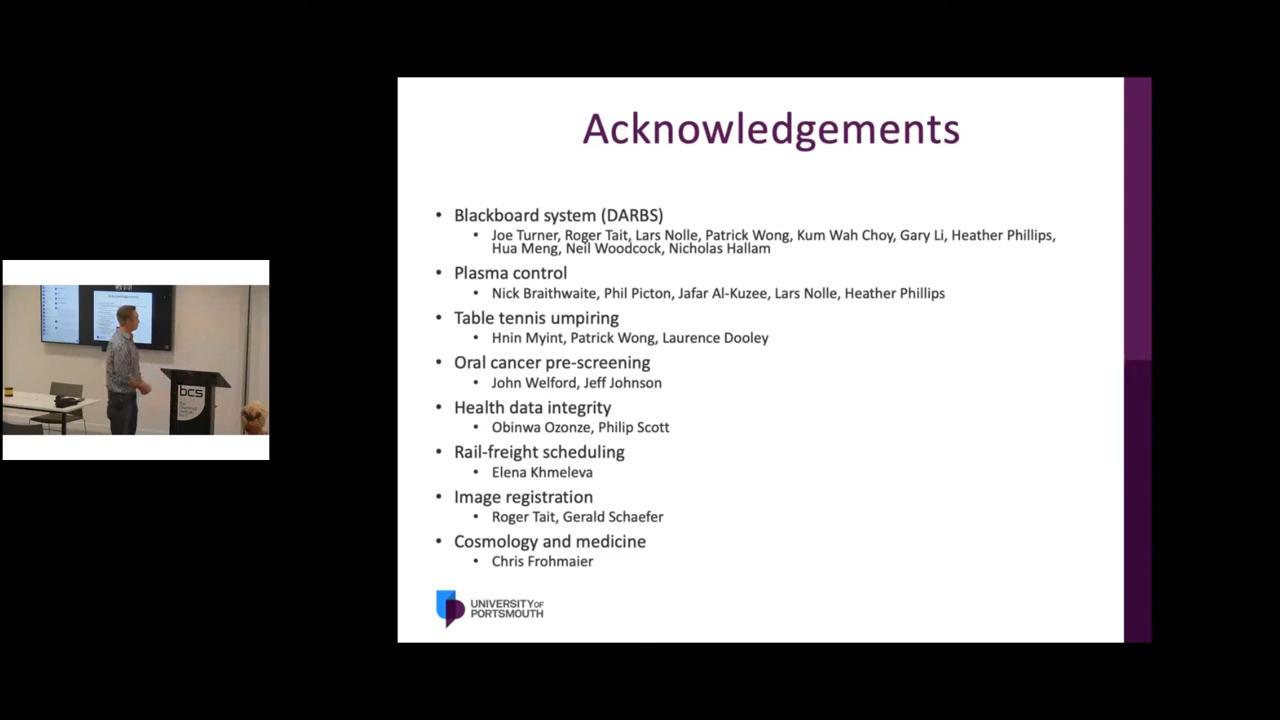 Acknowledgements
• Blackboard system (DARBS)
• Joe Turner, Roger Tait, Lars Nolle, Patrick Wong, Kum Wah Choy, Gary Li, Heather Phillips,
Hua Meng, Neil Woodcock, Nicholas Hallam
• Plasma control
• Nick Braithwaite, Phil Picton, Jafar Al-Kuzee, Lars Nolle, Heather Phillips
• Table tennis umpiring
• Hnin Myint, Patrick Wong, Laurence Dooley
• Oral cancer pre-screening
• John Welford, Jeff Johnson
• Health data integrity
• Obinwa Ozonze, Philip Scott
• Rail-freight scheduling
• Elena Khmeleva
• Image registration
• Roger Tait, Gerald Schaefer
• Cosmology and medicine
• Chris Frohmaier
UNIVERSITY OF
PORTSMOUTH
bcs